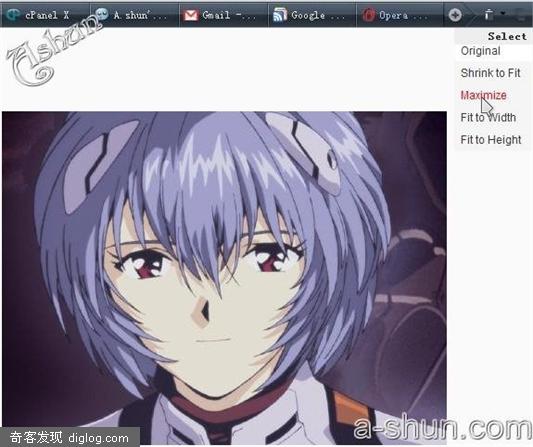 cPanel X
A.shun'...
Gmail -...
Google ...
Opera ...
Ashun
Select
Original
Shrink to Fit
Maximize
Fit to Width
Fit to Height
a-shun.com
奇客发现 diglog.com